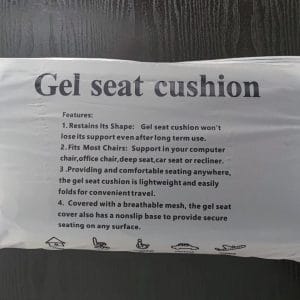 Gel seat cushion
Features:
1. Restains Its Shape: Gel seat cushion won't
lose its support even after long term use.
2. Fits Most Chairs: Support in your computer
chair,office chair,deep seat,car seat or recliner.
3 .Providing and comfortable seating anywhere,
the gel seat cushion is lightweight and easily
folds for convenient travel.
4. Covered with a breathable mesh, the gel seat
cover also has a nonslip base to provide secure
seating on any surface.